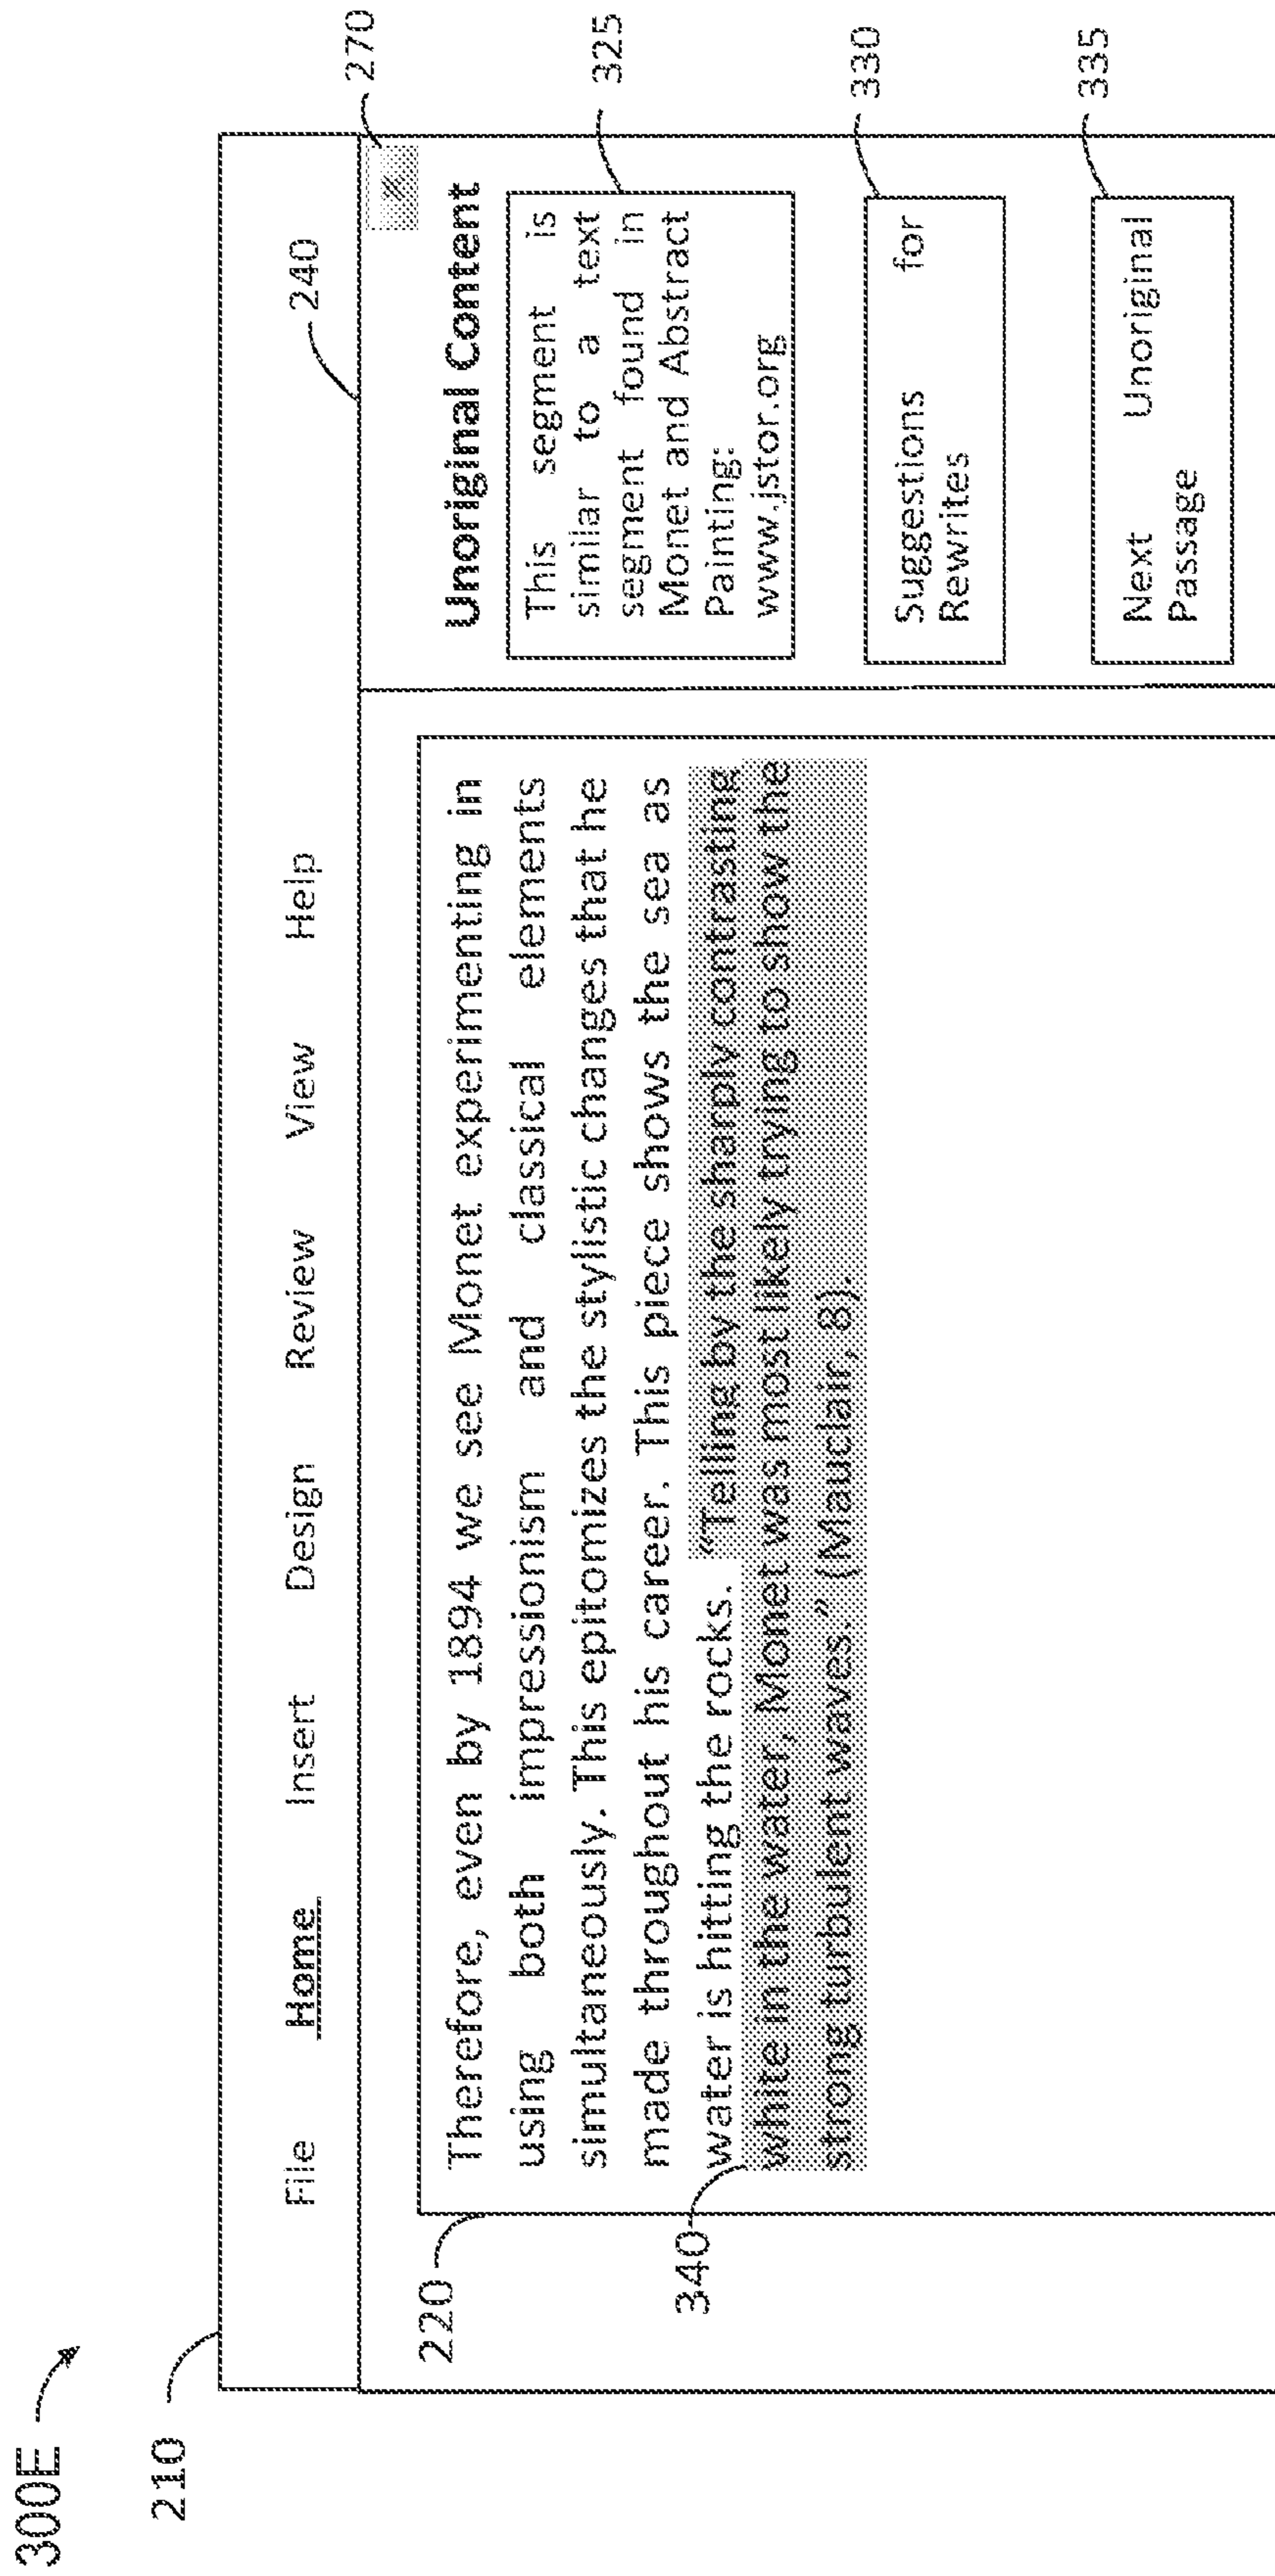 300E
210
File Home Insert Design Review View Help
240
270
220
Therefore, even by 1894 we see Monet experimenting in
using both impressionism and classical elements
simultaneously. This epitomizes the stylistic changes that he
made throughout his career. This piece shows the sea as
water is hitting the rocks. “Telling by the sharply contrasting
white in the water, Monet was most likely trying to show the
strong turbulent waves.” (Mauclair, 8).
340
Unoriginal Content
This segment is
similar to a text
segment found in
Monet and Abstract
Painting:
www.jstor.org
325
Suggestions for
Rewrites
330
Next Unoriginal
Passage
335